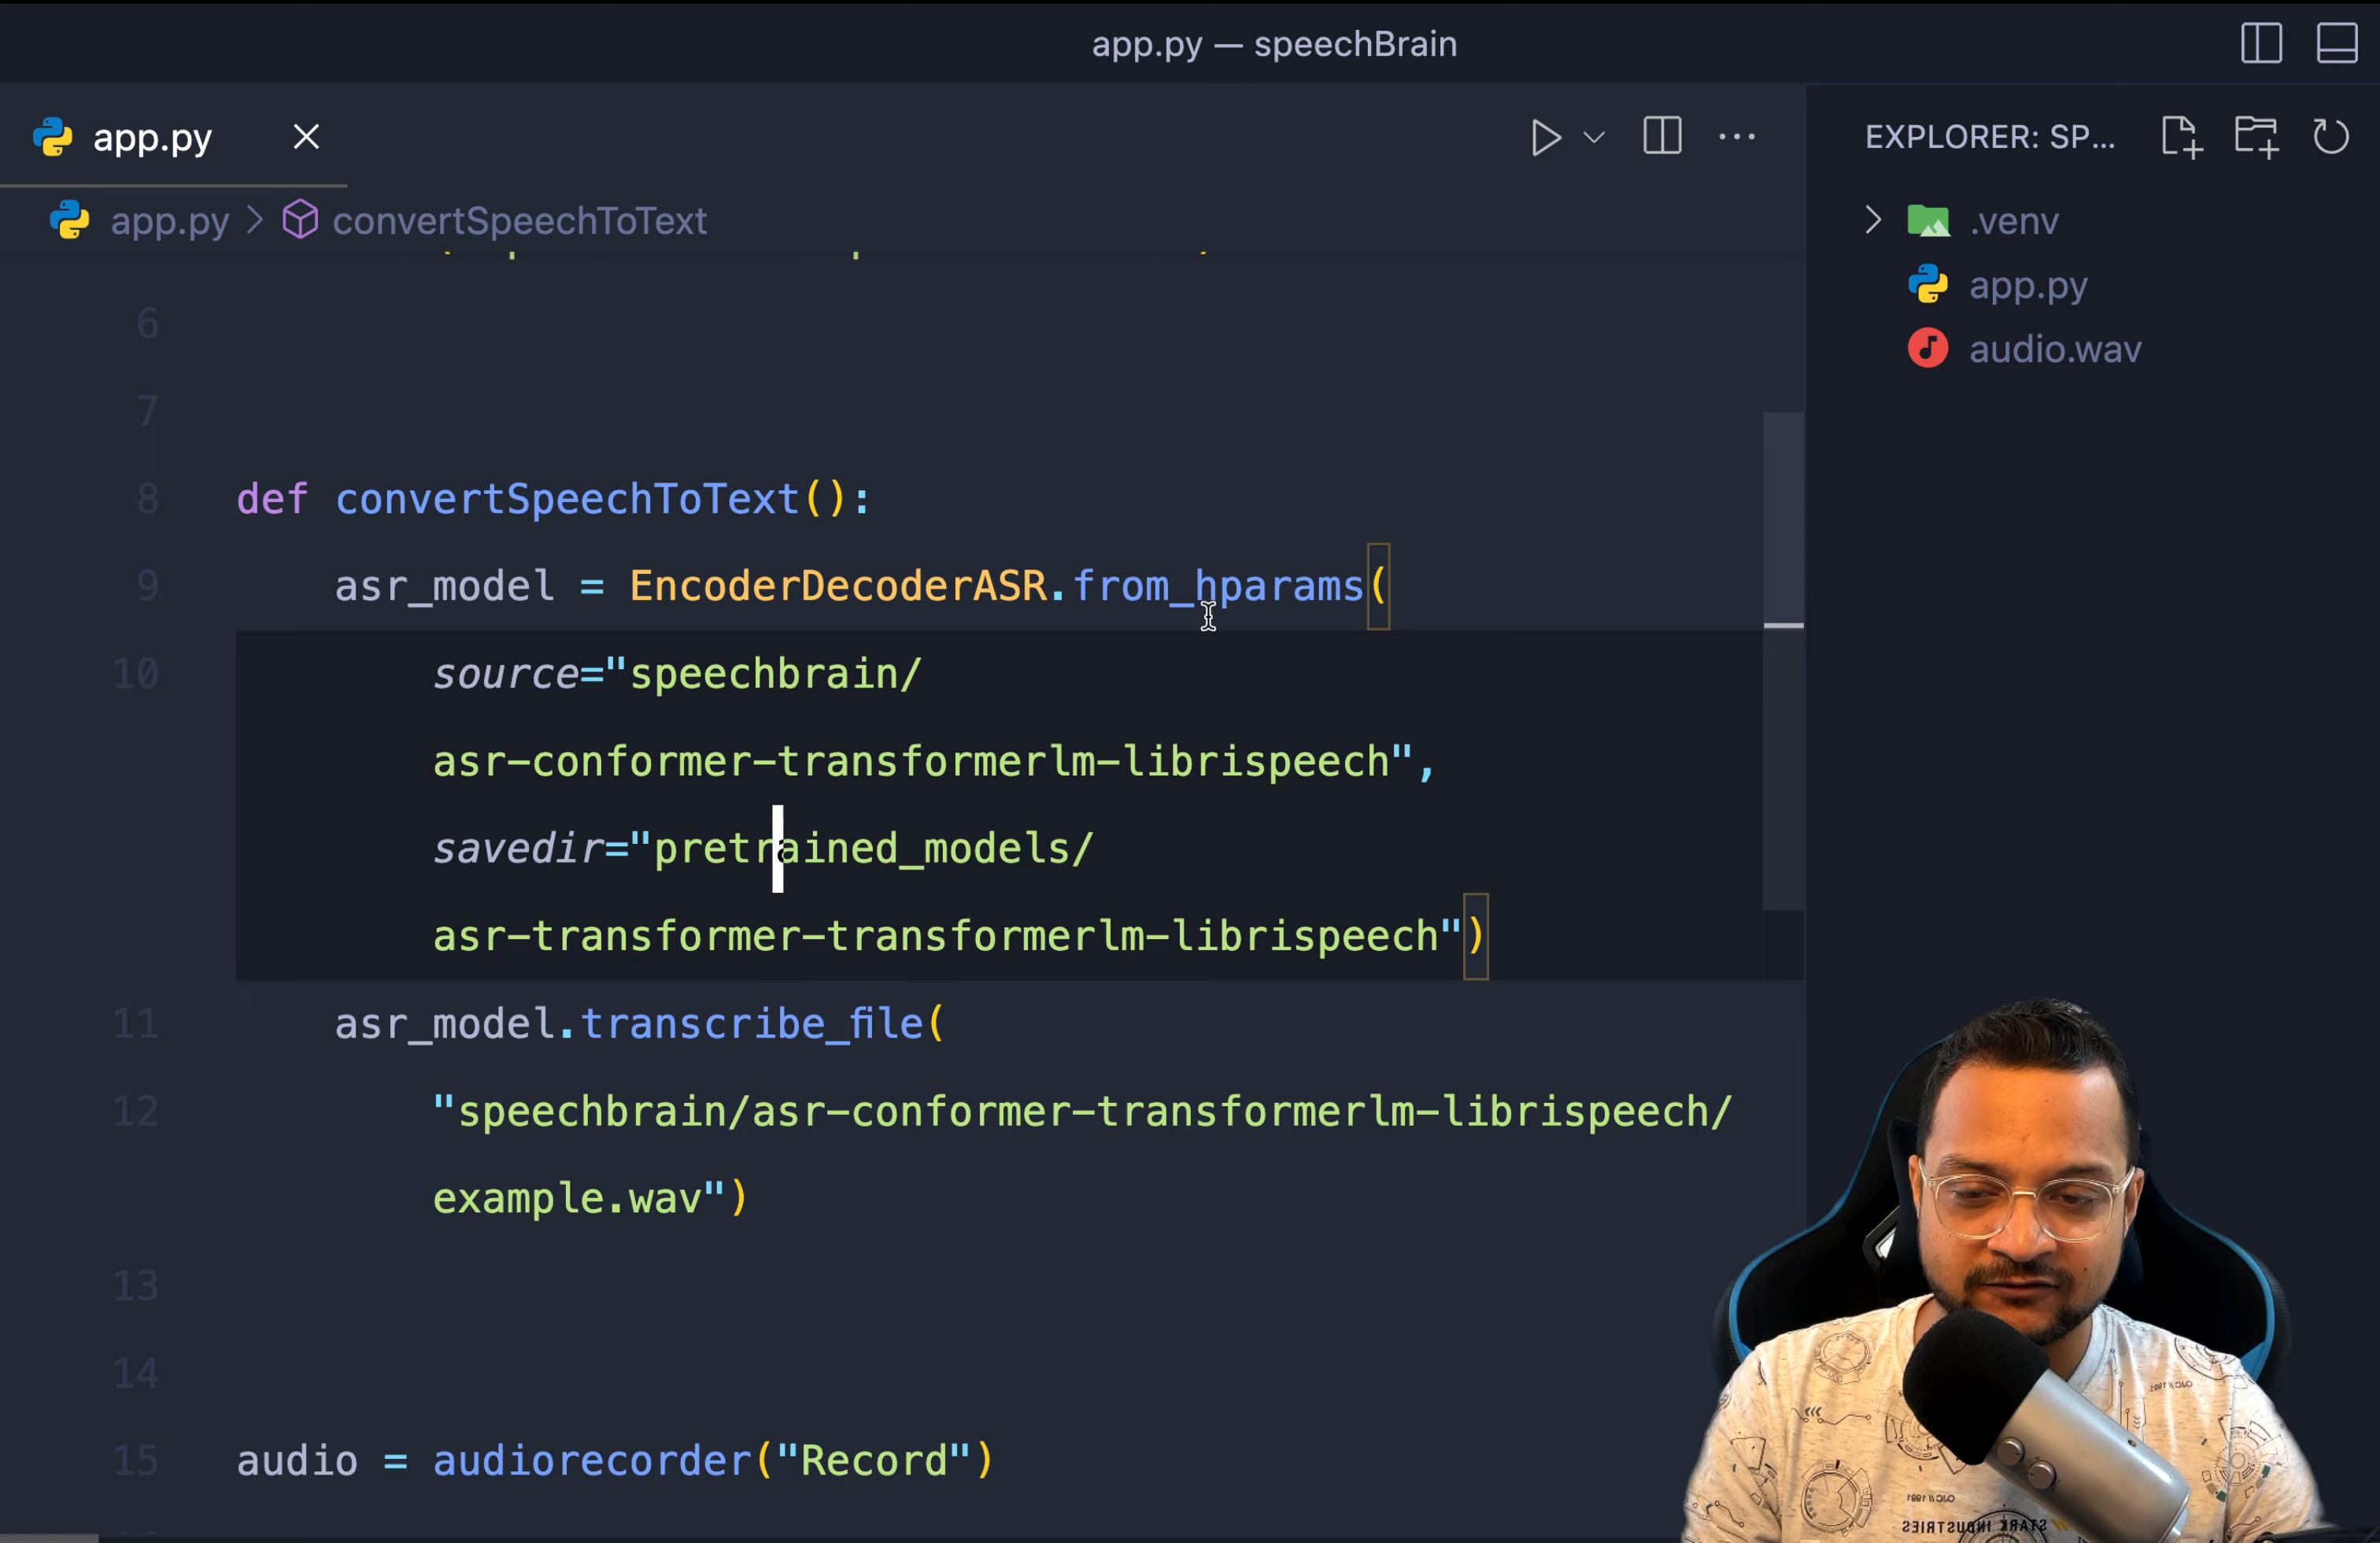 app.py — speechBrain
app.py
EXPLORER: SP...
app.py > convertSpeechToText
.venv
app.py
audio.wav
6
7
8 def convertSpeechToText():
9 asr_model = EncoderDecoderASR.from_hparams(
10 source="speechbrain/
asr-conformer-transformerlm-librispeech",
savedir="pretrained_models/
asr-transformer-transformerlm-librispeech")
11 asr_model.transcribe_file(
12 "speechbrain/asr-conformer-transformerlm-librispeech/
example.wav")
13
14
15 audio = audiorecorder("Record")
STARK INDUSTRIES